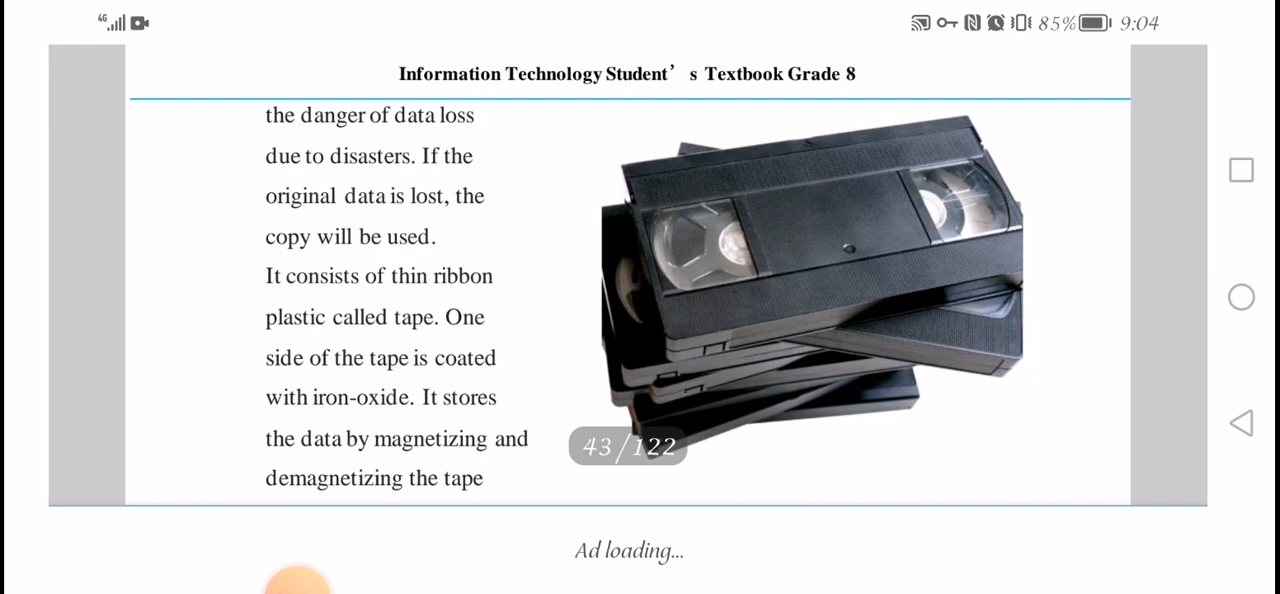 4G 85% 9:04
Information Technology Student’ s Textbook Grade 8
the danger of data loss
due to disasters. If the
original data is lost, the
copy will be used.
It consists of thin ribbon
plastic called tape. One
side of the tape is coated
with iron-oxide. It stores
the data by magnetizing and
demagnetizing the tape
43/122
Ad loading...